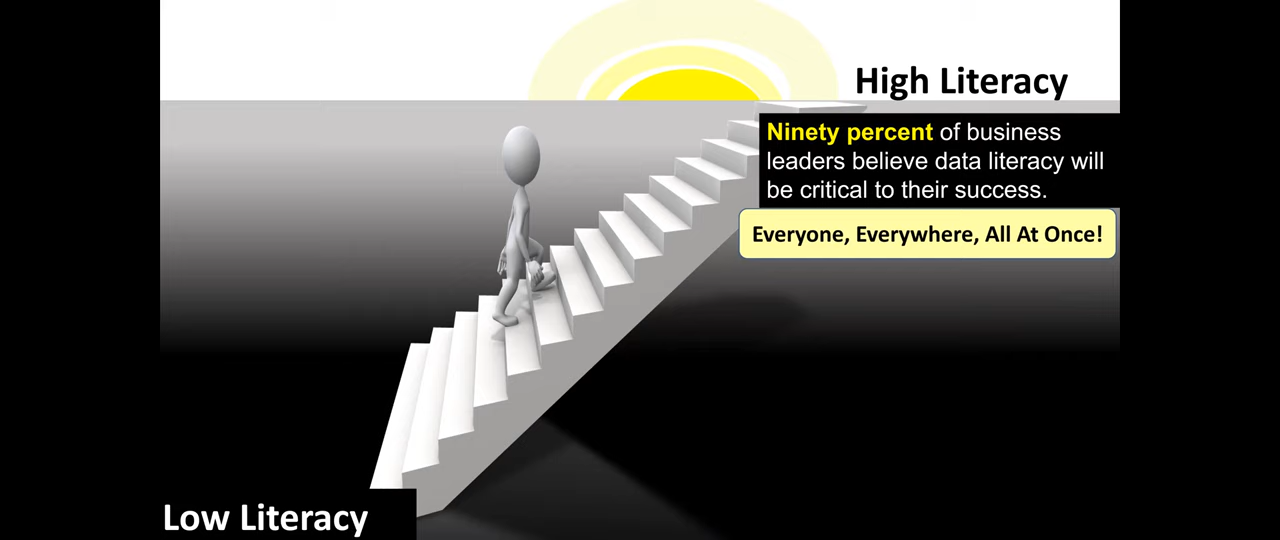 High Literacy
Ninety percent of business
leaders believe data literacy will
be critical to their success.
Everyone, Everywhere, All At Once!
Low Literacy